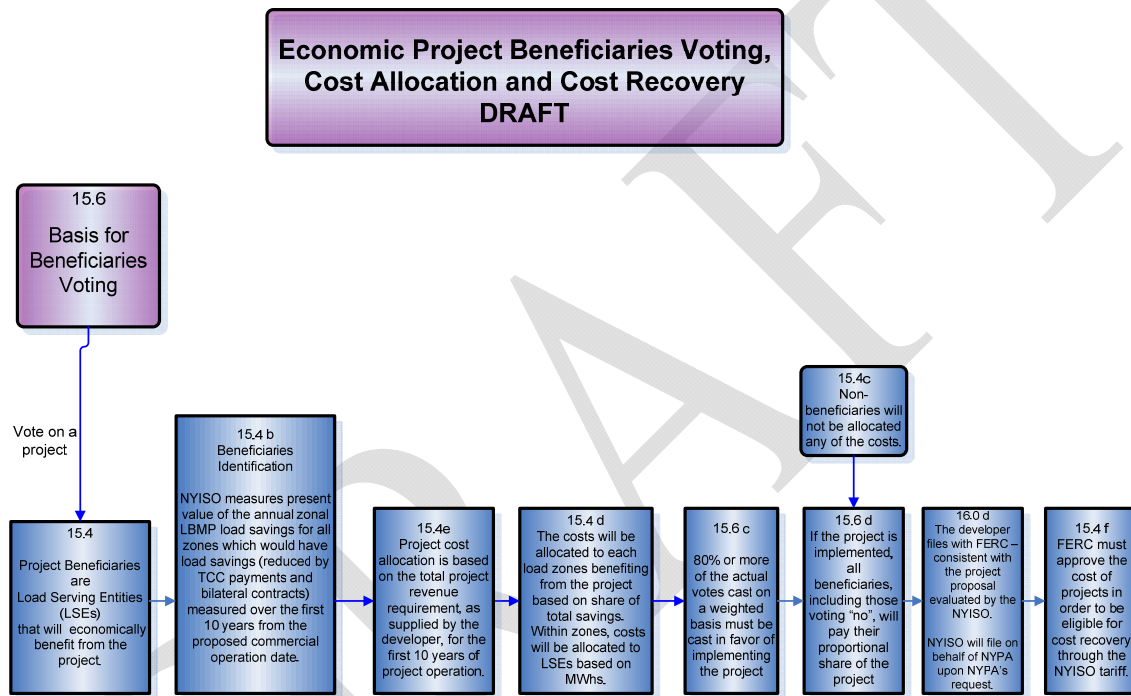 Economic Project Beneficiaries Voting,
Cost Allocation and Cost Recovery
DRAFT
15.6
Basis for
Beneficiaries
Voting
Vote on a
project
15.4
Project Beneficiaries
are
Load Serving Entities
(LSEs)
that will economically
benefit from the
project.
15.4 b
Beneficiaries
Identification
NYISO measures present
value of the annual zonal
LBMP load savings for all
zones which would have
load savings (reduced by
TCC payments and
bilateral contracts)
measured over the first
10 years from the
proposed commercial
operation date.
15.4e
Project cost
allocation is based
on the total project
revenue
requirement, as
supplied by the
developer, for the
first 10 years of
project operation.
15.4 d
The costs will be
allocated to each
load zones benefiting
from the project
based on share of
total savings.
Within zones, costs
will be allocated to
LSEs based on
MWhs.
15.6 c
80% or more
of the actual
votes cast on
a weighted
basis must be
cast in favor of
implementing
the project
15.4c
Non-
beneficiaries will
not be allocated
any of the costs.
15.6 d
If the project is
implemented,
all
beneficiaries,
including those
voting "no", will
pay their
proportional
share of the
project
16.0 d
The developer
files with FERC –
consistent with
the project
proposal
evaluated by the
NYISO.
NYISO will file on
behalf of NYPA
upon NYPA's
request.
15.4 f
FERC must
approve the
cost of
projects in
order to be
eligible for
cost recovery
through the
NYISO tariff.
DRAFT